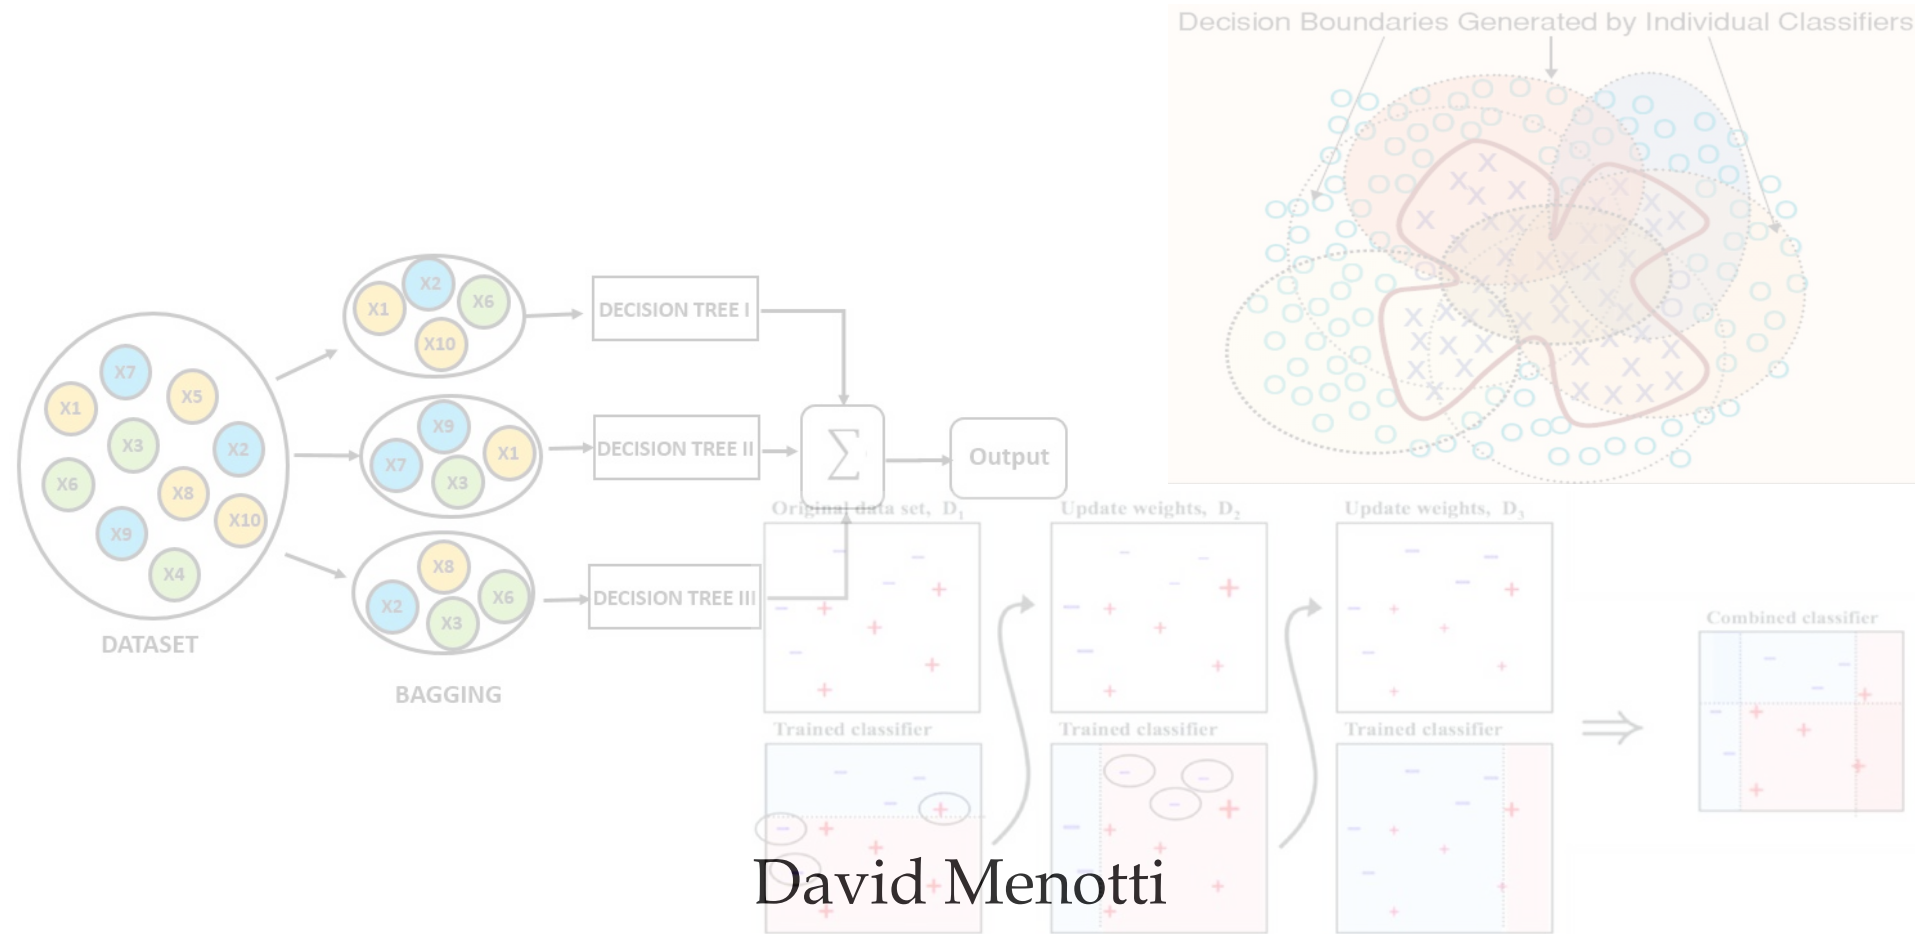 Decision Boundaries Generated by Individual Classifiers
X2
X1
X6
X10
DECISION TREE I
X7
X1
X5
X3
X2
X6
X8
X10
X9
X4
DATASET
X9
X1
X7
X3
DECISION TREE II
Σ
Output
X8
X6
X2
X3
DECISION TREE III
BAGGING
Original data set, D1
Update weights, D2
Update weights, D3
Combined classifier
Trained classifier
Trained classifier
Trained classifier
David Menotti